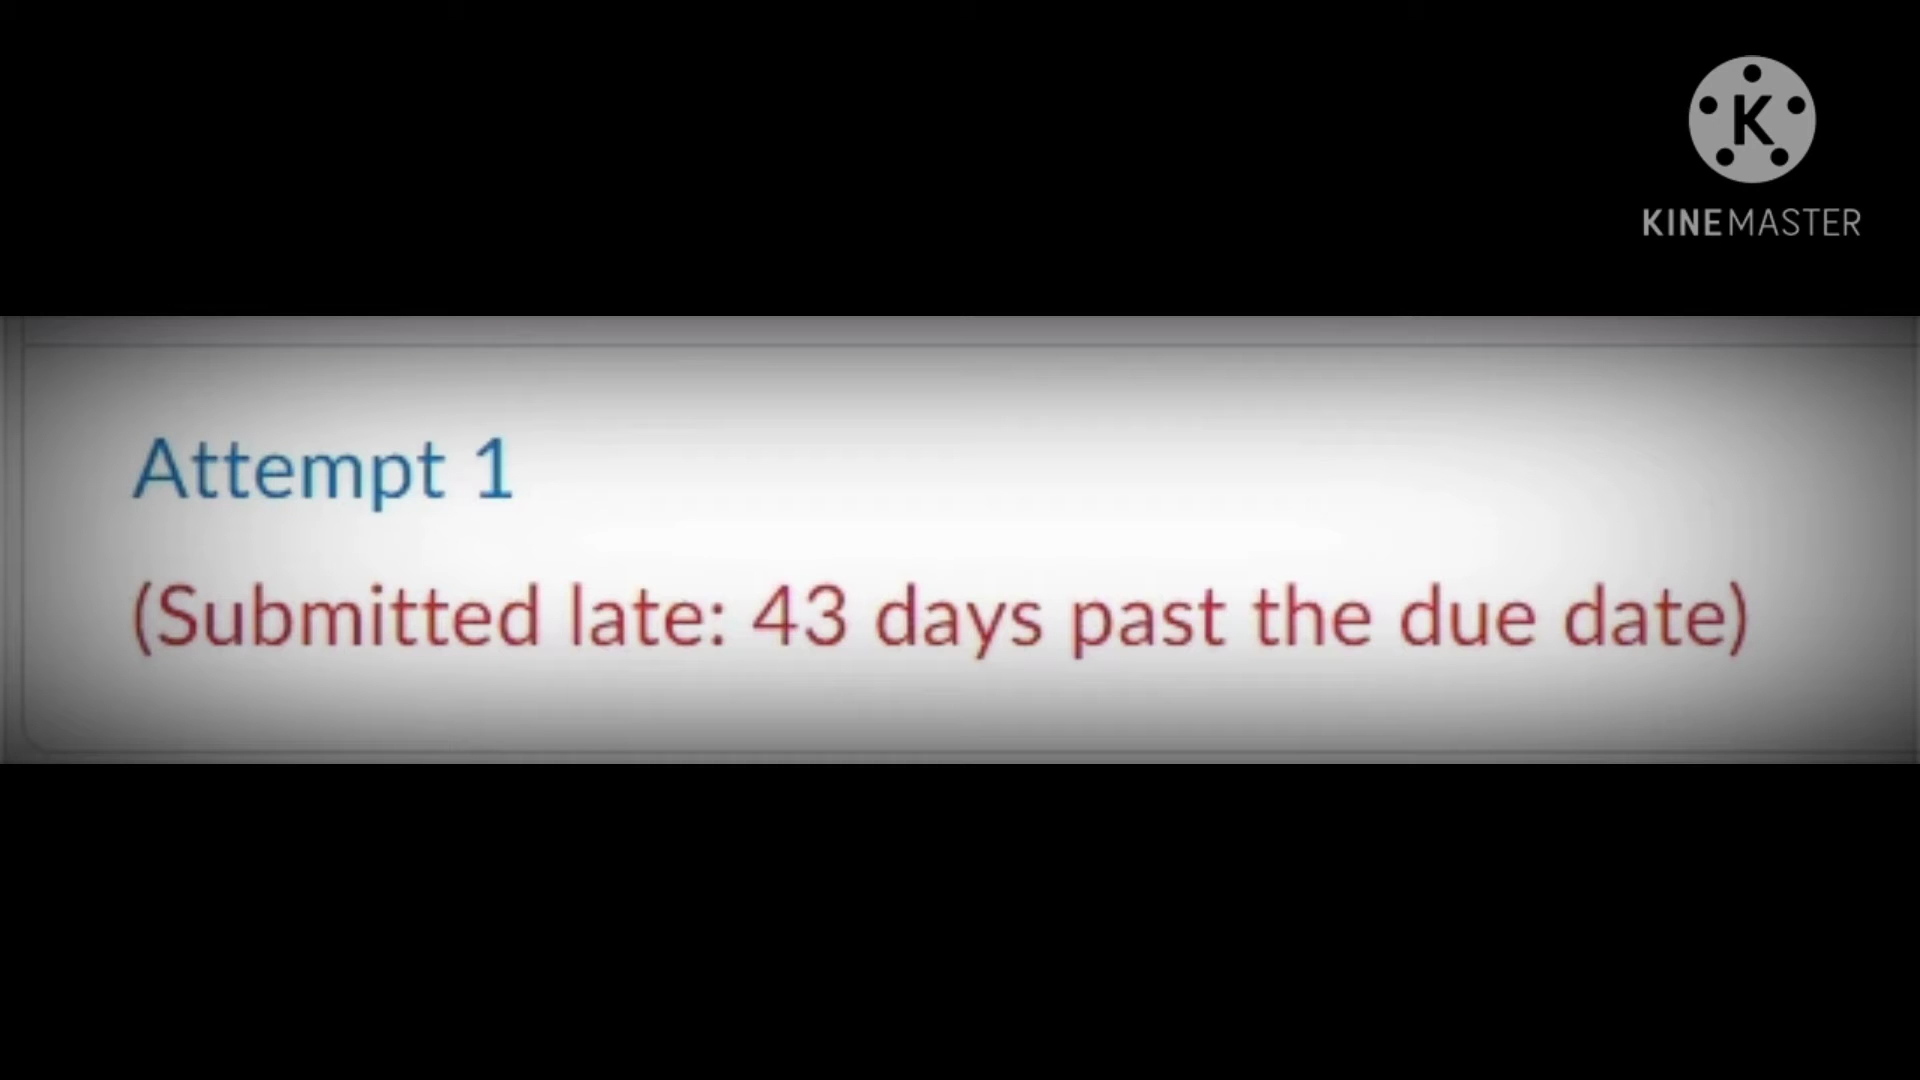 K
KINEMASTER
Attempt 1
(Submitted late: 43 days past the due date)